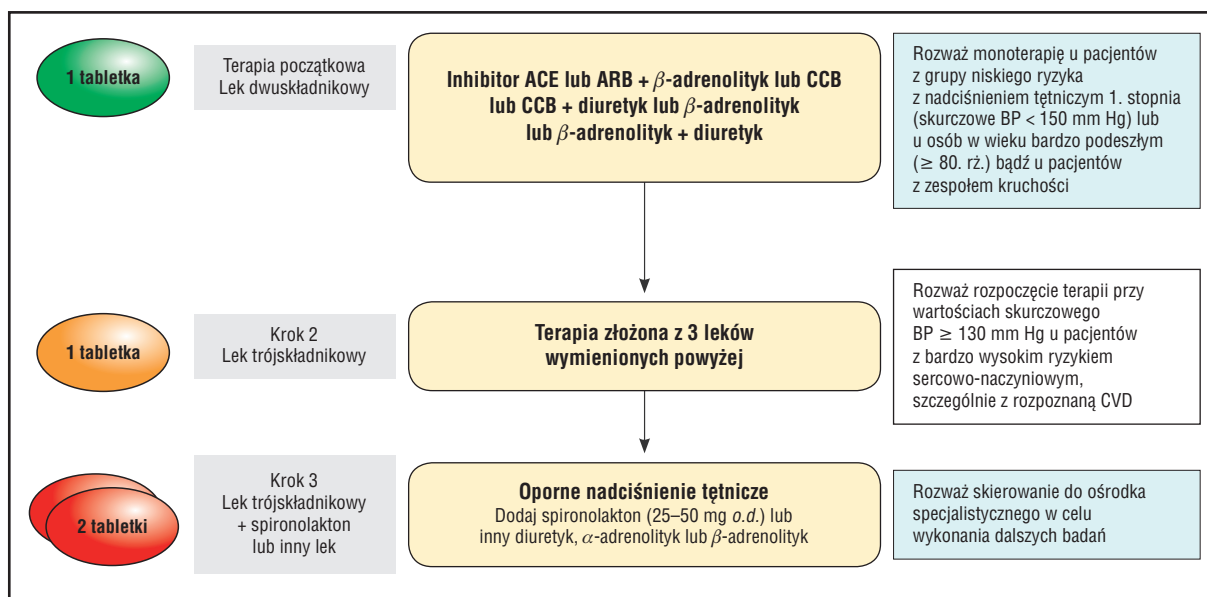 1 tabletka
Terapia początkowa
Lek dwuskładnikowy
Inhibitor ACE lub ARB + β-adrenolityk lub CCB
lub CCB + diuretyk lub β-adrenolityk
lub β-adrenolityk + diuretyk
Rozważ monoterapię u pacjentów
z grupy niskiego ryzyka
z nadciśnieniem tętniczym 1. stopnia
(skurczowe BP < 150 mm Hg) lub
u osób w wieku bardzo podeszłym
(≥ 80. rż.) bądź u pacjentów
z zespołem kruchości
1 tabletka
Krok 2
Lek trójskładnikowy
Terapia złożona z 3 leków
wymienionych powyżej
Rozważ rozpoczęcie terapii przy
wartościach skurczowego
BP ≥ 130 mm Hg u pacjentów
z bardzo wysokim ryzykiem
sercowo-naczyniowym,
szczególnie z rozpoznaną CVD
2 tabletki
Krok 3
Lek trójskładnikowy
+ spironolakton
lub inny lek
Oporne nadciśnienie tętnicze
Dodaj spironolakton (25–50 mg o.d.) lub
inny diuretyk, α-adrenolityk lub β-adrenolityk
Rozważ skierowanie do ośrodka
specjalistycznego w celu
wykonania dalszych badań